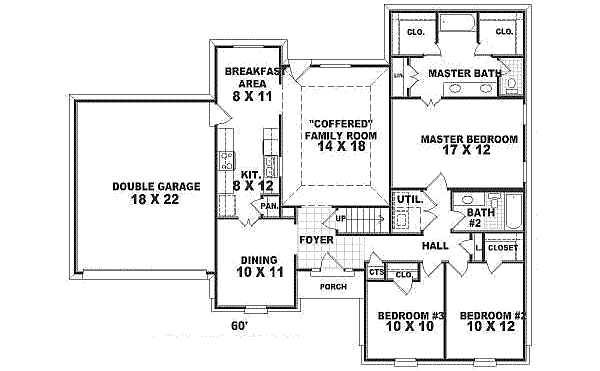 CLO.
CLO.
BREAKFAST
AREA
8 X 11
LIN.
MASTER BATH
"COFFERED"
FAMILY ROOM
14 X 18
MASTER BEDROOM
17 X 12
DOUBLE GARAGE
18 X 22
KIT.
8 X 12
PAN.
UTIL.
UP
BATH
#2
FOYER
HALL
L.
CLOSET
DINING
10 X 11
CTS
CLO.
PORCH
BEDROOM #3
10 X 10
BEDROOM #2
10 X 12
60'